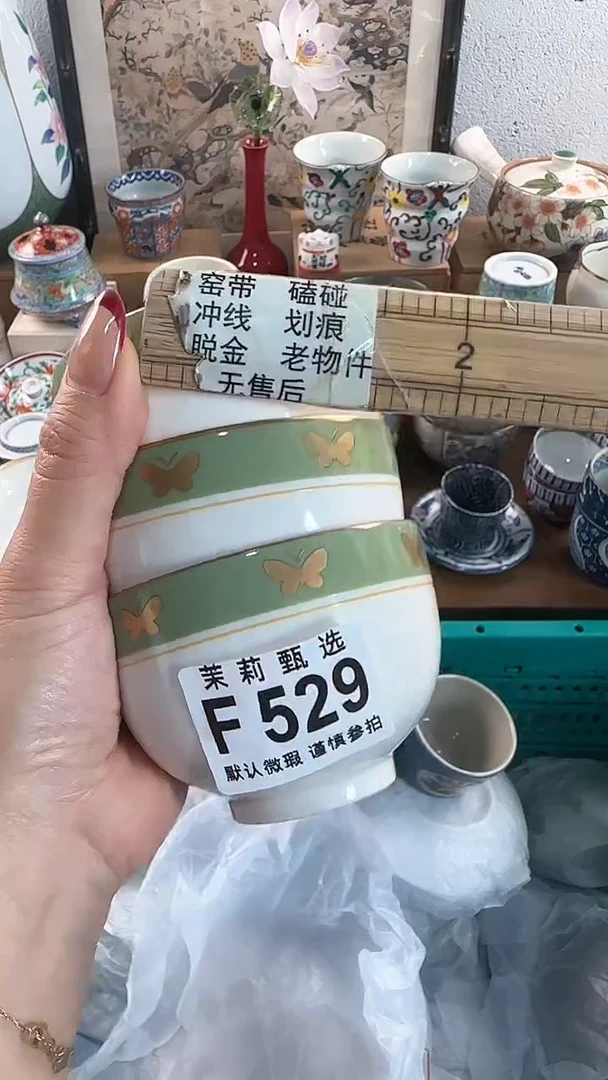 窑带 磕碰
冲线 划痕
脱金 老物件
无售后
2
茉莉甄选
F 529
默认微瑕 谨慎参拍